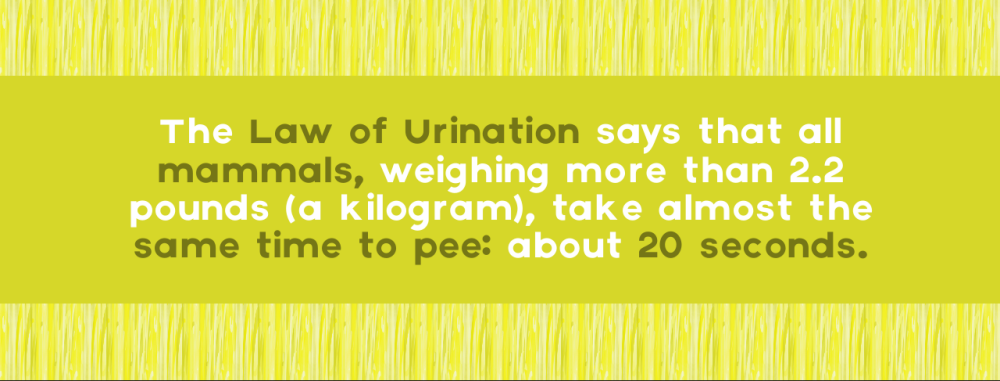 The Law of Urination says that all
mammals, weighing more than 2.2
pounds (a kilogram), take almost the
same time to pee: about 20 seconds.